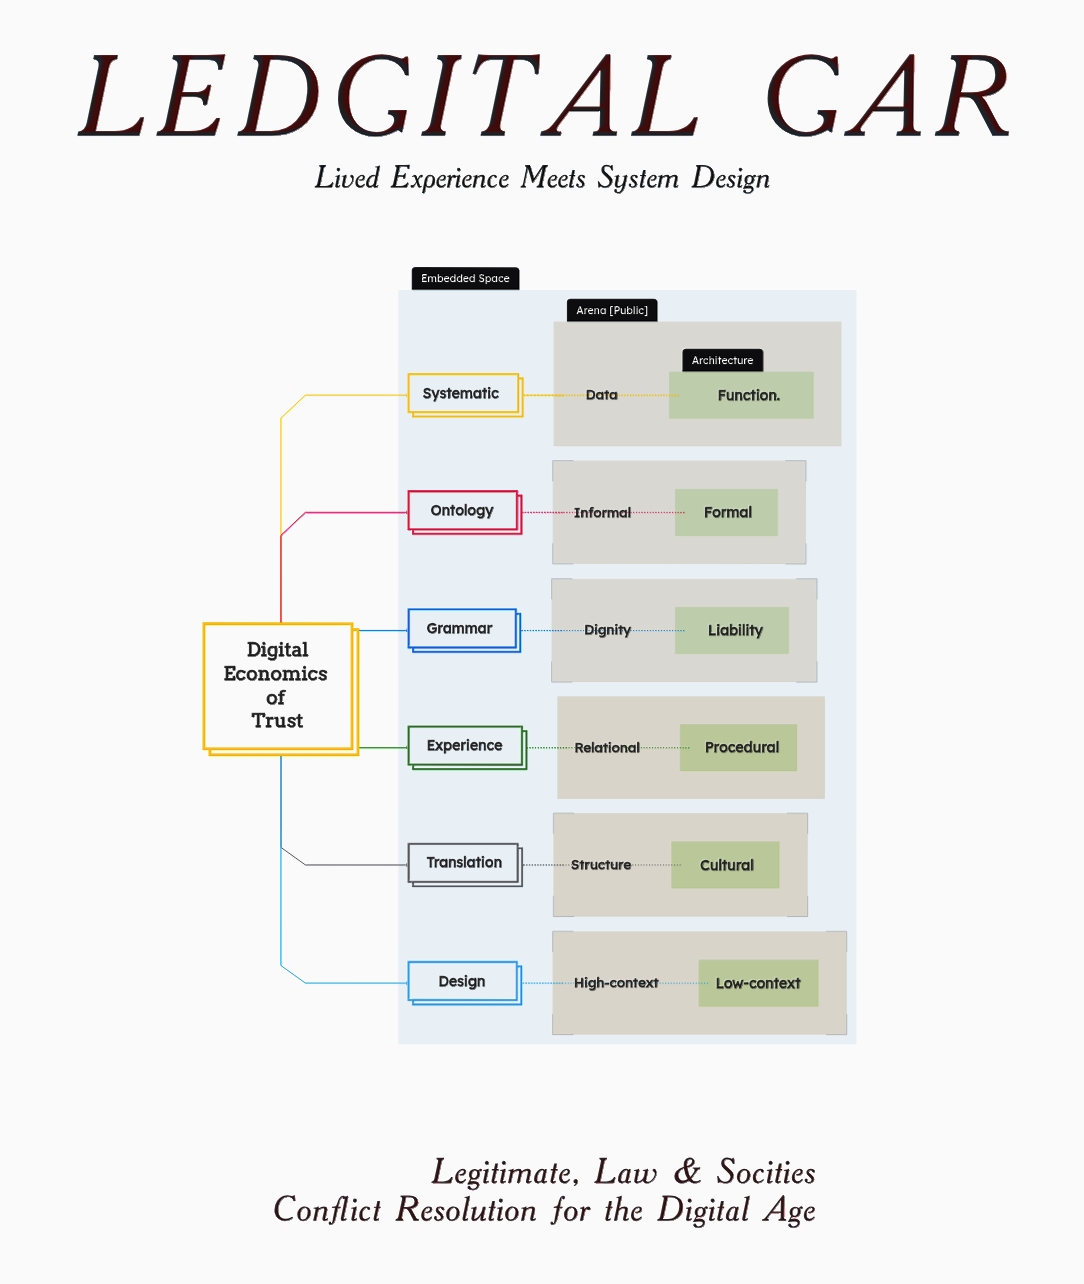 LEDGITAL GAR
Lived Experience Meets System Design
Embedded Space
Arena [Public]
Architecture
Systematic
Data
Function.
Ontology
Informal
Formal
Grammar
Dignity
Liability
Digital
Economics
of
Trust
Experience
Relational
Procedural
Translation
Structure
Cultural
Design
High-context
Low-context
Legitimate, Law & Socities
Conflict Resolution for the Digital Age